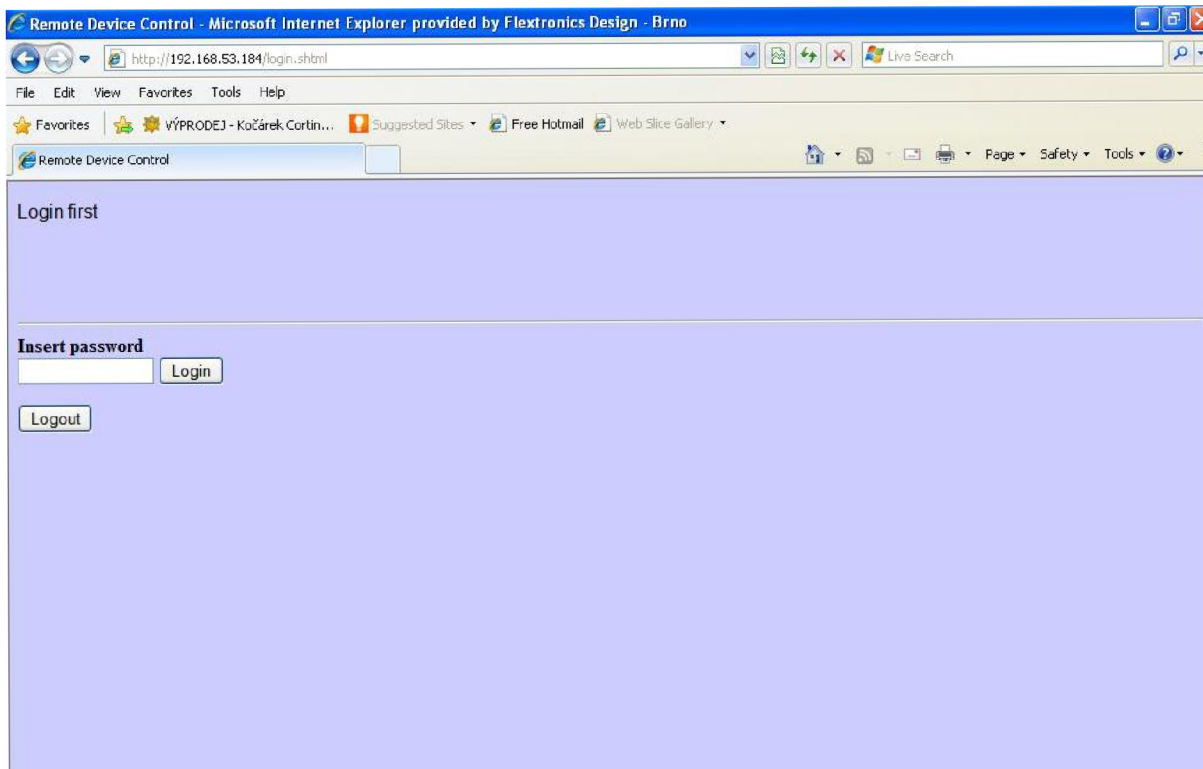 Remote Device Control - Microsoft Internet Explorer provided by Flextronics Design - Brno
http://192.168.53.184/login.shtml
Live Search
File Edit View Favorites Tools Help
Favorites VÝPRODEJ - Kočárek Cortin... Suggested Sites Free Hotmail Web Slice Gallery
Remote Device Control
Page Safety Tools
Login first
Insert password
Login
Logout